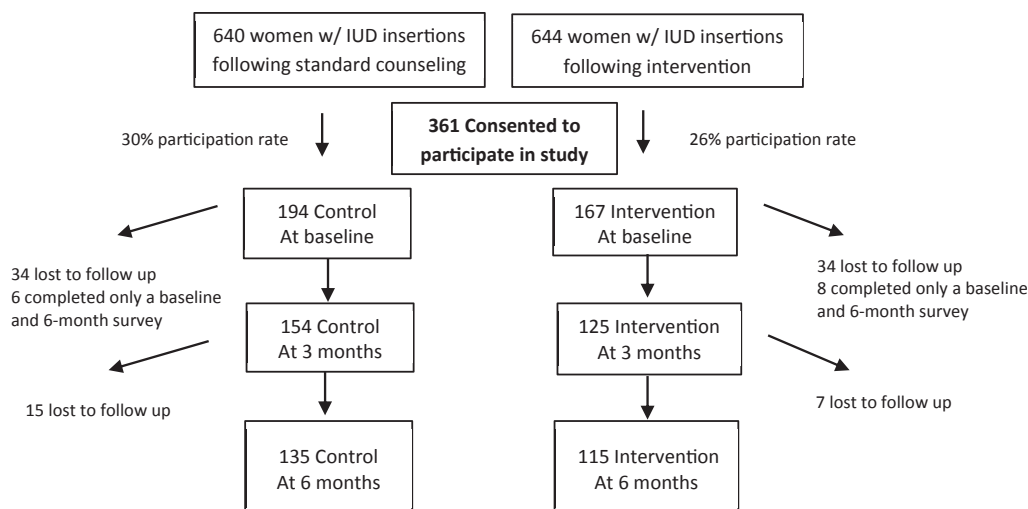 640 women w/ IUD insertions
following standard counseling
644 women w/ IUD insertions
following intervention
30% participation rate
361 Consented to
participate in study
26% participation rate
194 Control
At baseline
167 Intervention
At baseline
34 lost to follow up
6 completed only a baseline
and 6-month survey
34 lost to follow up
8 completed only a baseline
and 6-month survey
154 Control
At 3 months
125 Intervention
At 3 months
15 lost to follow up
7 lost to follow up
135 Control
At 6 months
115 Intervention
At 6 months